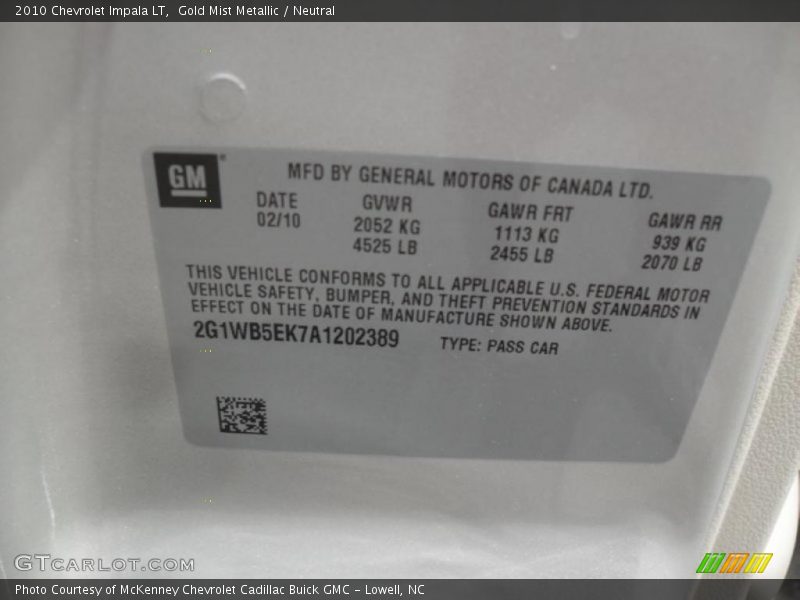 2010 Chevrolet Impala LT,  Gold Mist Metallic / Neutral
GM
MFD BY GENERAL MOTORS OF CANADA LTD.
DATE GVWR GAWR FRT GAWR RR
02/10 2052 KG 1113 KG 939 KG
4525 LB 2455 LB 2070 LB
THIS VEHICLE CONFORMS TO ALL APPLICABLE U.S. FEDERAL MOTOR
VEHICLE SAFETY, BUMPER, AND THEFT PREVENTION STANDARDS IN
EFFECT ON THE DATE OF MANUFACTURE SHOWN ABOVE.
2G1WB5EK7A1202389 TYPE: PASS CAR
GTCARLOT.COM
Photo Courtesy of McKenney Chevrolet Cadillac Buick GMC - Lowell, NC